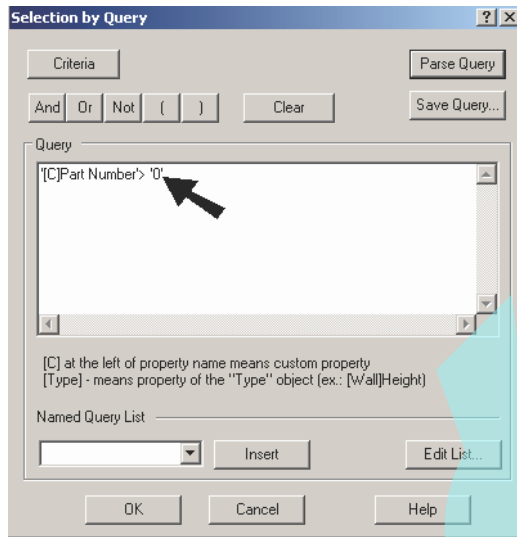 Selection by Query
Criteria
Parse Query
And Or Not ( ) Clear
Save Query...
Query
'[C]Part Number'> '0'
[C] at the left of property name means custom property
[Type] - means property of the "Type" object (ex.: [Wall]Height)
Named Query List
Insert
Edit List...
OK Cancel Help